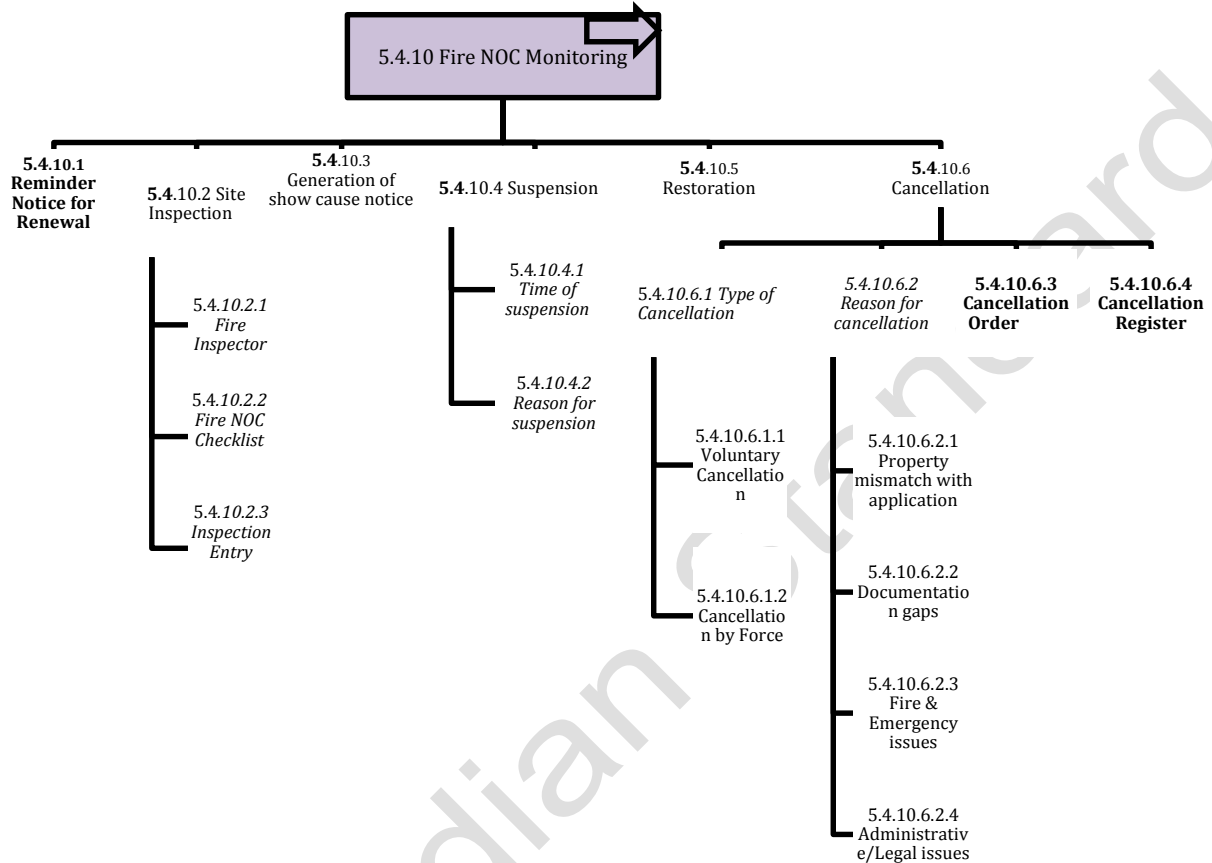 5.4.10 Fire NOC Monitoring
5.4.10.1
Reminder
Notice for
Renewal
5.4.10.2 Site
Inspection
5.4.10.3
Generation of
show cause notice
5.4.10.4 Suspension
5.4.10.5
Restoration
5.4.10.6
Cancellation
5.4.10.2.1
Fire
Inspector
5.4.10.2.2
Fire NOC
Checklist
5.4.10.2.3
Inspection
Entry
5.4.10.4.1
Time of
suspension
5.4.10.4.2
Reason for
suspension
5.4.10.6.1 Type of
Cancellation
5.4.10.6.2
Reason for
cancellation
5.4.10.6.3
Cancellation
Order
5.4.10.6.4
Cancellation
Register
5.4.10.6.1.1
Voluntary
Cancellatio
n
5.4.10.6.1.2
Cancellatio
n by Force
5.4.10.6.2.1
Property
mismatch with
application
5.4.10.6.2.2
Documentatio
n gaps
5.4.10.6.2.3
Fire &
Emergency
issues
5.4.10.6.2.4
Administrativ
e/Legal issues